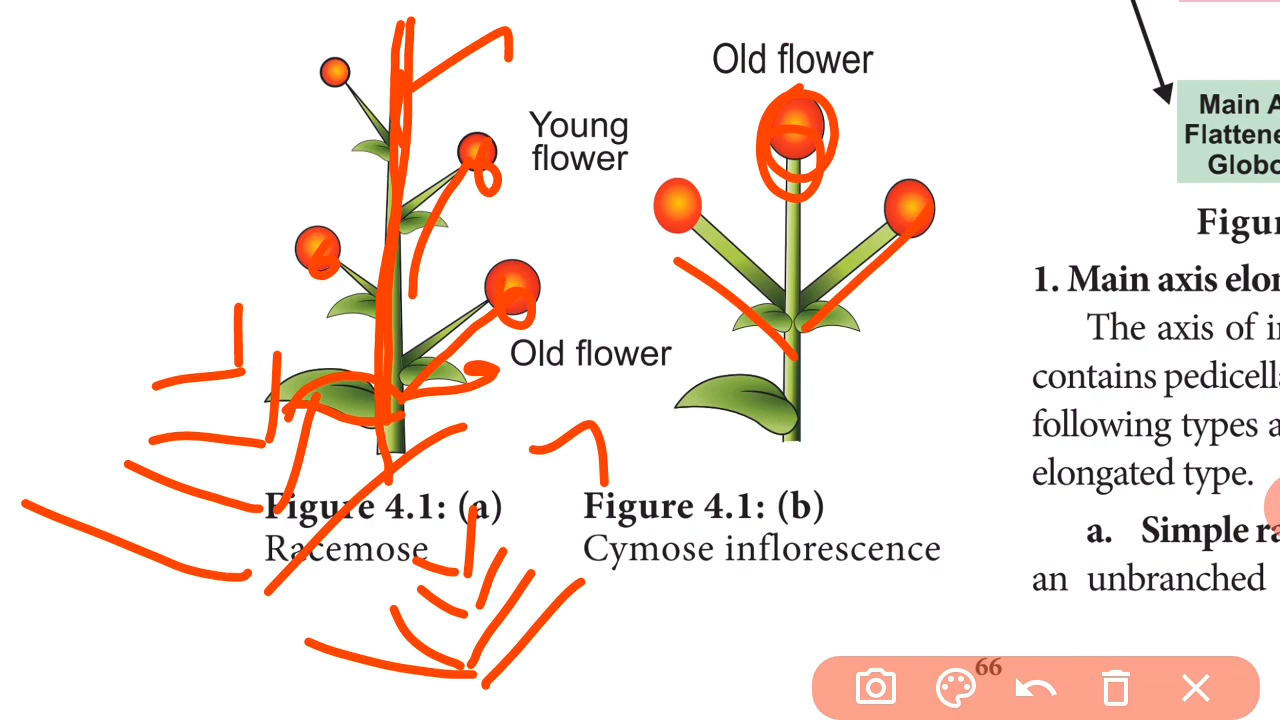 Old flower
Young
flower
Old flower
Figure 4.1: (a)
Racemose
Figure 4.1: (b)
Cymose inflorescence
Main
Flattene
Globo
Figur
1. Main axis elon
The axis of in
contains pedicella
following types a
elongated type.
a. Simple ra
an unbranched
66